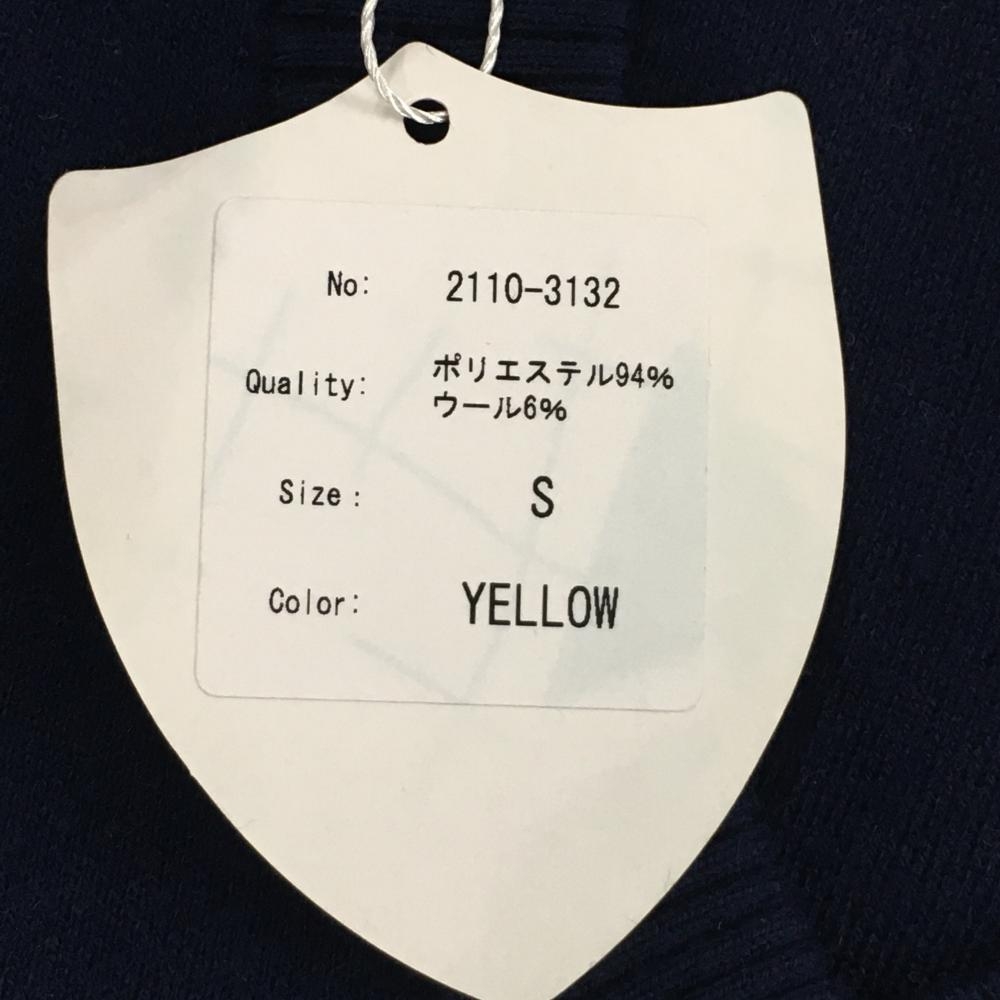 No: 2110-3132
Quality: ポリエステル94%
ウール6%
Size: S
Color: YELLOW